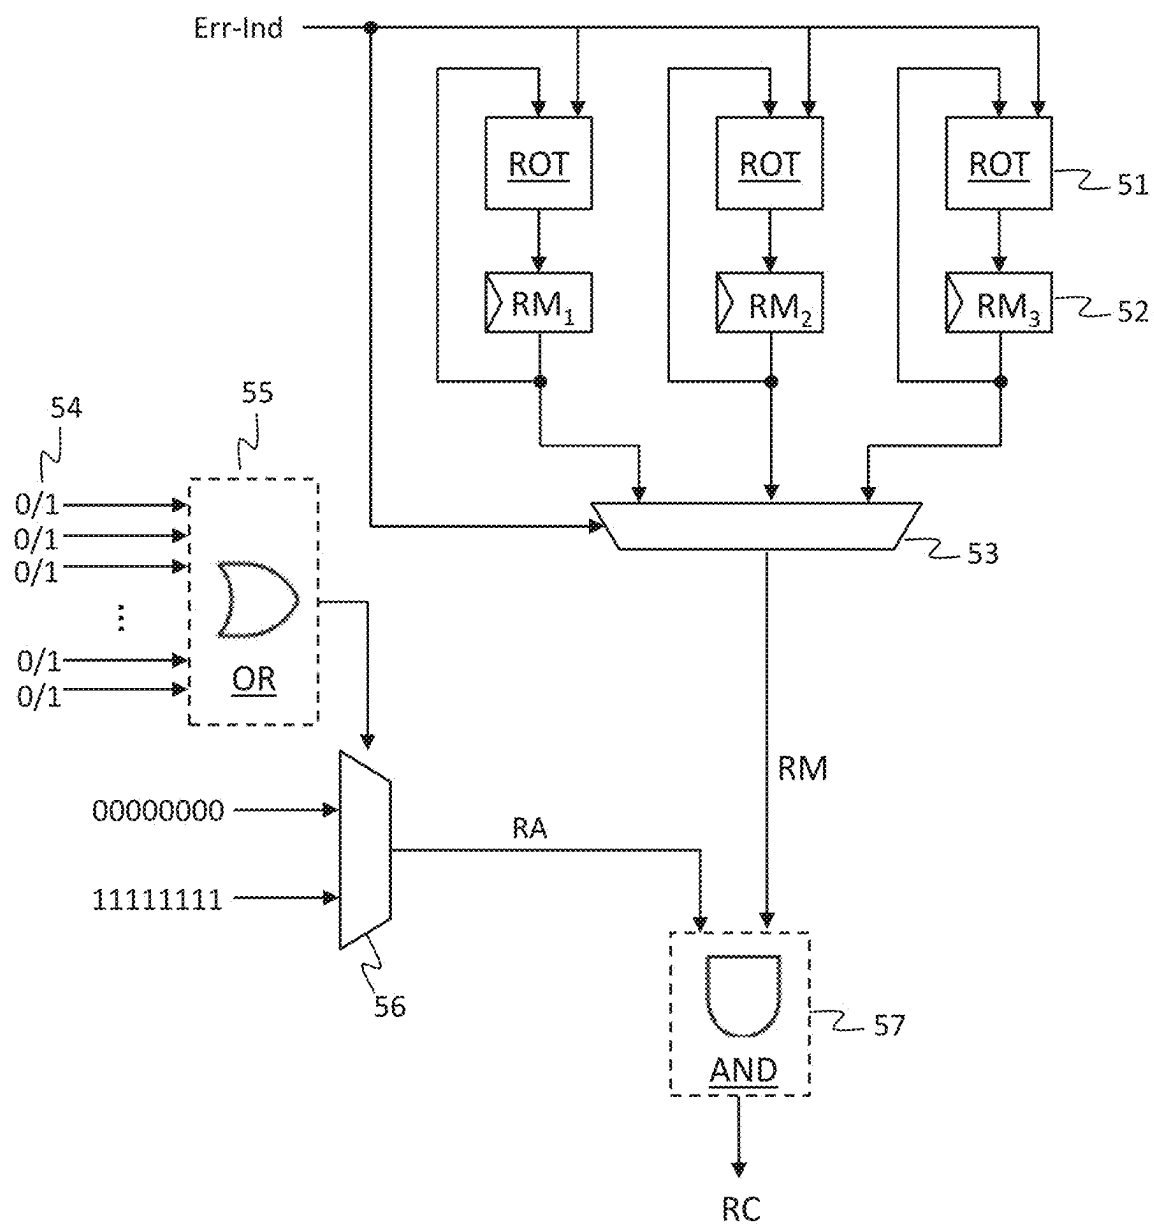 Err-Ind
ROT ROT ROT 51
RM1 RM2 RM3 52
54 55
0/1
0/1
0/1
...
0/1
0/1
OR
53
RM
00000000
RA
11111111
56
57
AND
RC